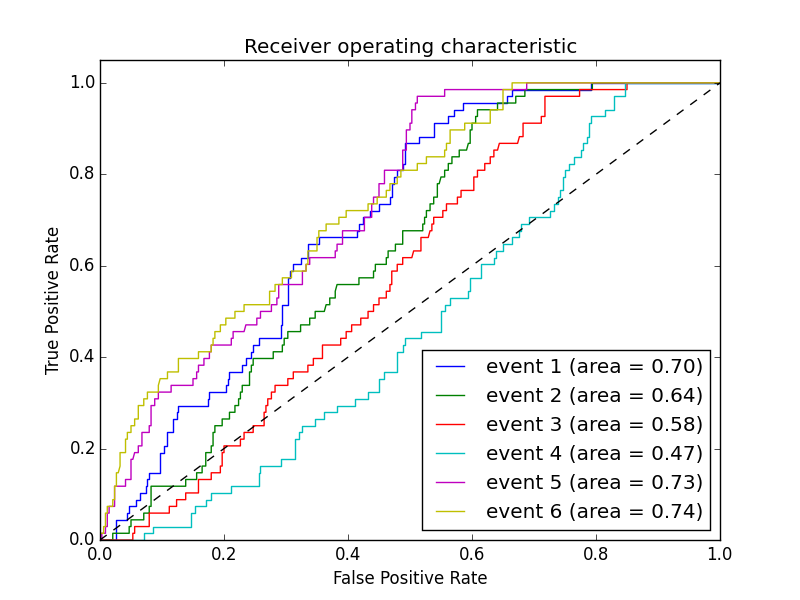 Receiver operating characteristic
True Positive Rate
1.0
0.8
0.6
0.4
0.2
0.0
event 1 (area = 0.70)
event 2 (area = 0.64)
event 3 (area = 0.58)
event 4 (area = 0.47)
event 5 (area = 0.73)
event 6 (area = 0.74)
0.0 0.2 0.4 0.6 0.8 1.0
False Positive Rate